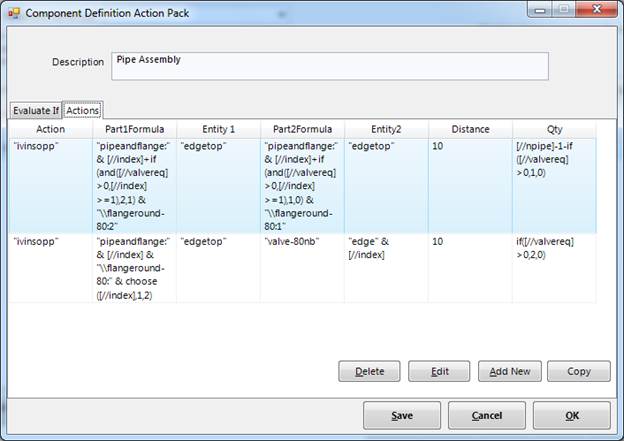 Component Definition Action Pack
Description
Pipe Assembly
Evaluate If
Actions
Action
Part1Formula
Entity 1
Part2Formula
Entity2
Distance
Qty
"ivinsopp"
"pipeandflange:"
& [//index]+if
(and([//valvereq]
>0,[//index]
>=1),2,1) &
"\\flangeround-
80:2"
"edgetop"
"pipeandflange:"
& [//index]+if
(and([//valvereq]
>0,[//index]
>=1),1,0) &
"\\flangeround-
80:1"
"edgetop"
10
[//npipe]-1-if
([//valvereq]
>0,1,0)
"ivinsopp"
"pipeandflange:"
& [//index] &
"\\flangeround-
80:" & choose
([//index],1,2)
"edgetop"
"valve-80nb"
"edge" &
[//index]
10
if([//valvereq]
>0,2,0)
Delete
Edit
Add New
Copy
Save
Cancel
OK